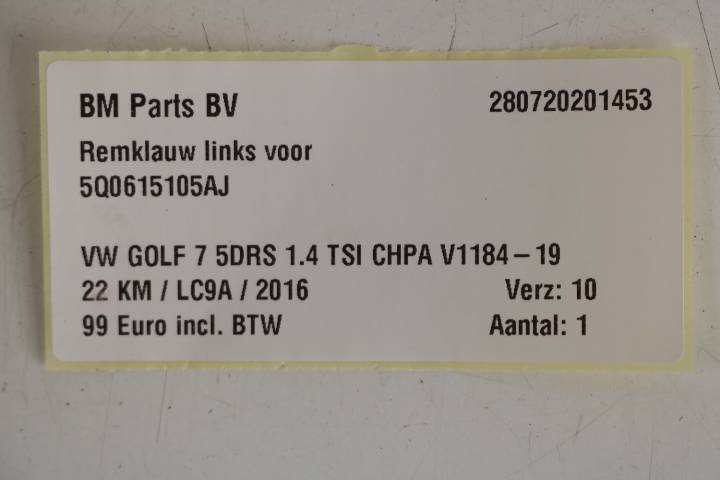 BM Parts BV 280720201453
Remklauw links voor
5Q0615105AJ
VW GOLF 7 5DRS 1.4 TSI CHPA V1184-19
22 KM / LC9A / 2016 Verz: 10
99 Euro incl. BTW Aantal: 1